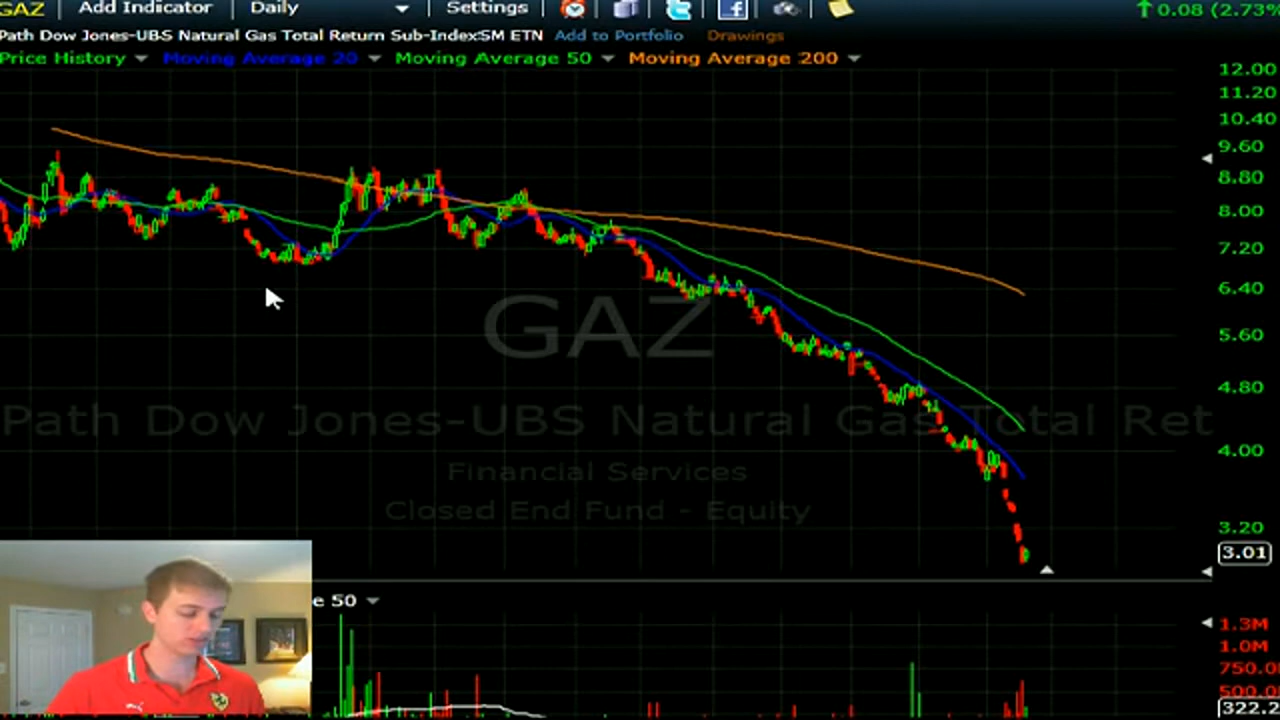 GAZ Add Indicator Daily Settings 0.08 (2.73%
Path Dow Jones-UBS Natural Gas Total Return Sub-IndexSM ETN Add to Portfolio Drawings
Price History Moving Average 20 Moving Average 50 Moving Average 200
12.00
11.20
10.40
9.60
8.80
8.00
7.20
6.40
5.60
4.80
4.00
3.20
3.01
GAZ
Path Dow Jones-UBS Natural Gas Total Ret
Financial Services
Closed End Fund - Equity
e 50
1.3M
1.0M
750.0
500.0
322.2